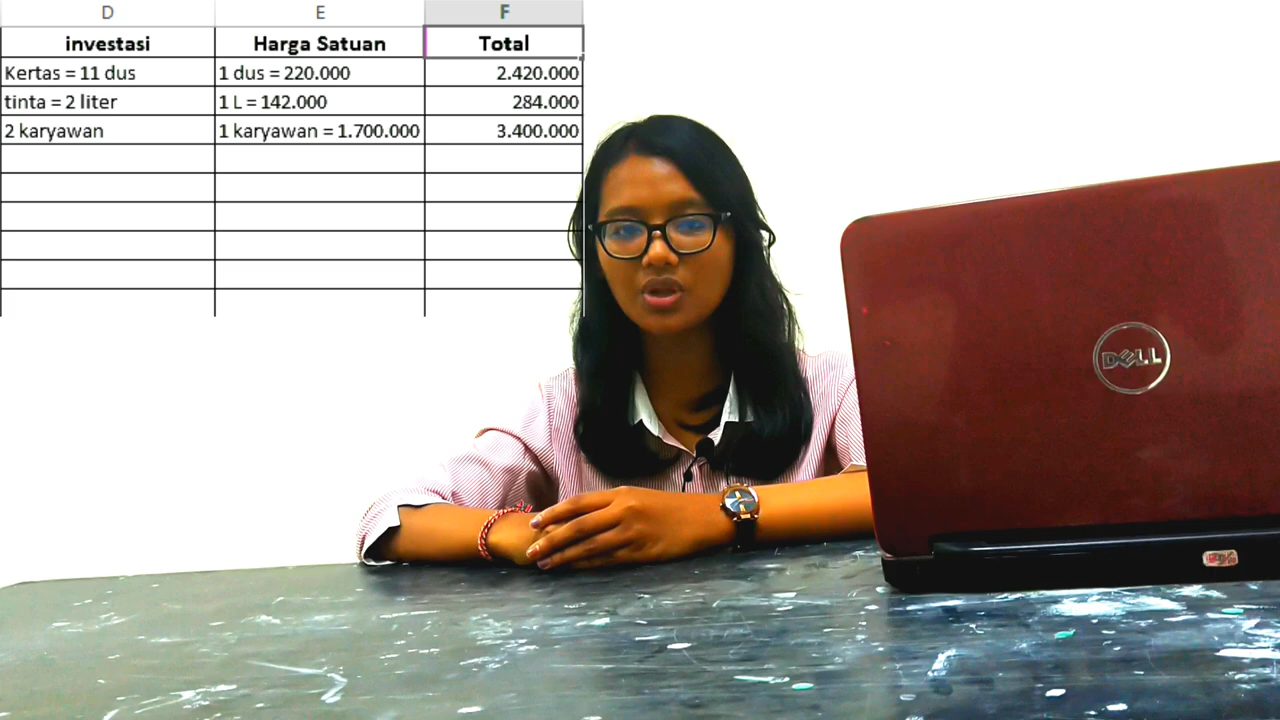 D E F
investasi Harga Satuan Total
Kertas = 11 dus 1 dus = 220.000 2.420.000
tinta = 2 liter 1 L = 142.000 284.000
2 karyawan 1 karyawan = 1.700.000 3.400.000
DELL